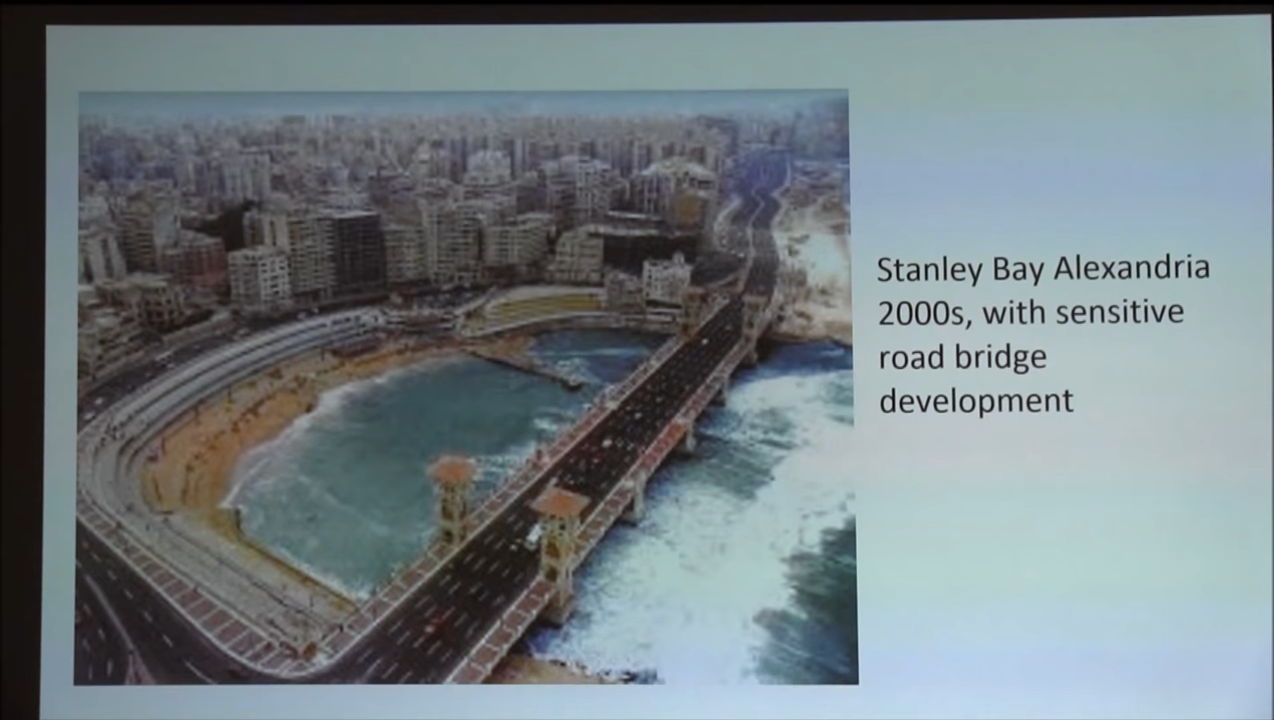 Stanley Bay Alexandria
2000s, with sensitive
road bridge
development